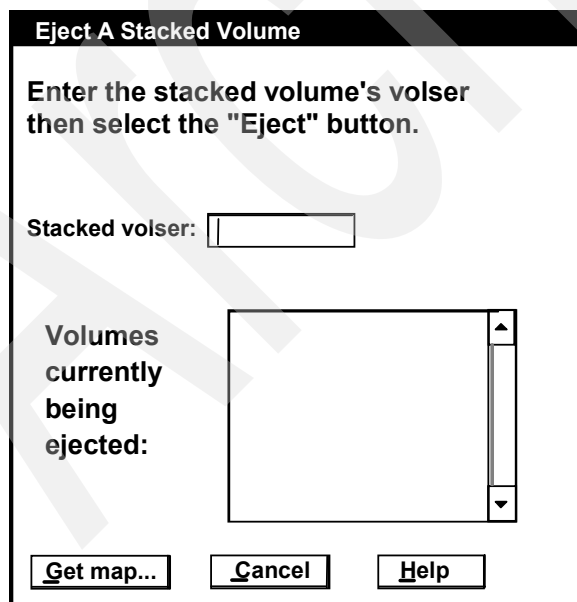 Eject A Stacked Volume
Enter the stacked volume's volser
then select the "Eject" button.
Stacked volser:
Volumes
currently
being
ejected:
Get map... Cancel Help